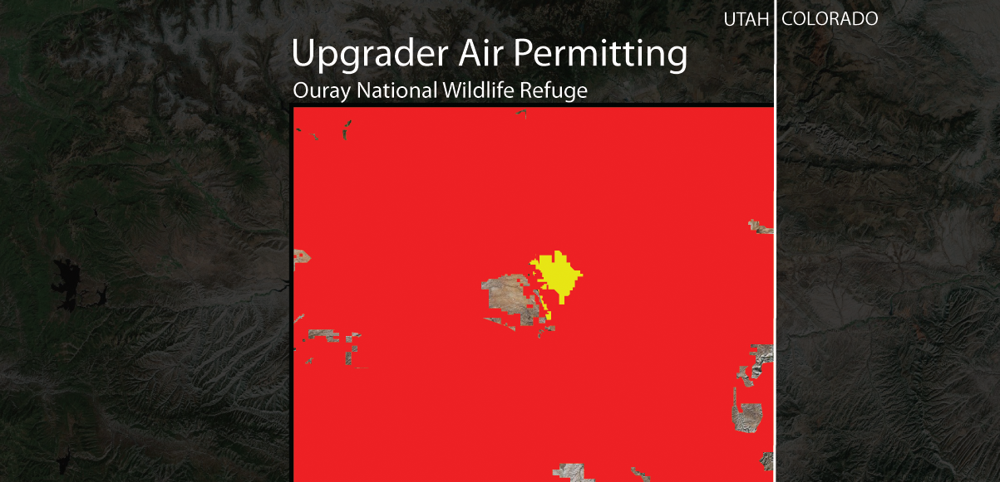 UTAH COLORADO
Upgrader Air Permitting
Ouray National Wildlife Refuge